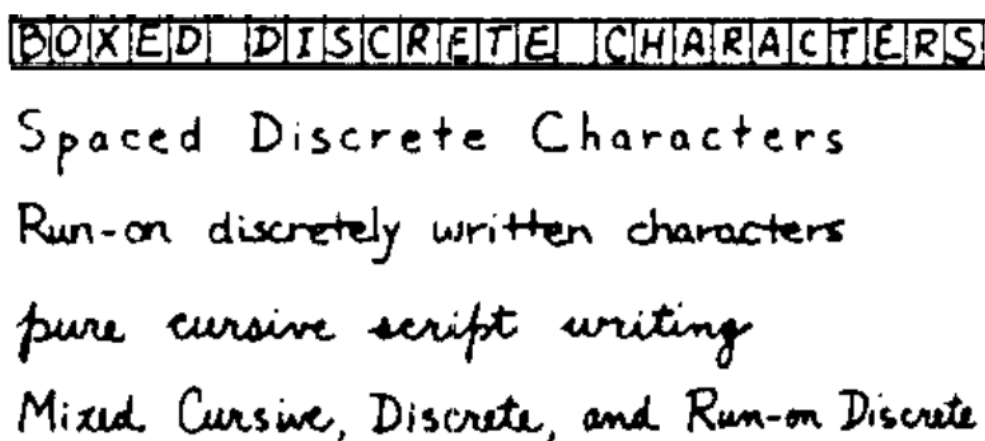 BOXED DISCRETE CHARACTERS
Spaced Discrete Characters
Run-on discretely written characters
pure cursive script writing
Mixed Cursive, Discrete, and Run-on Discrete